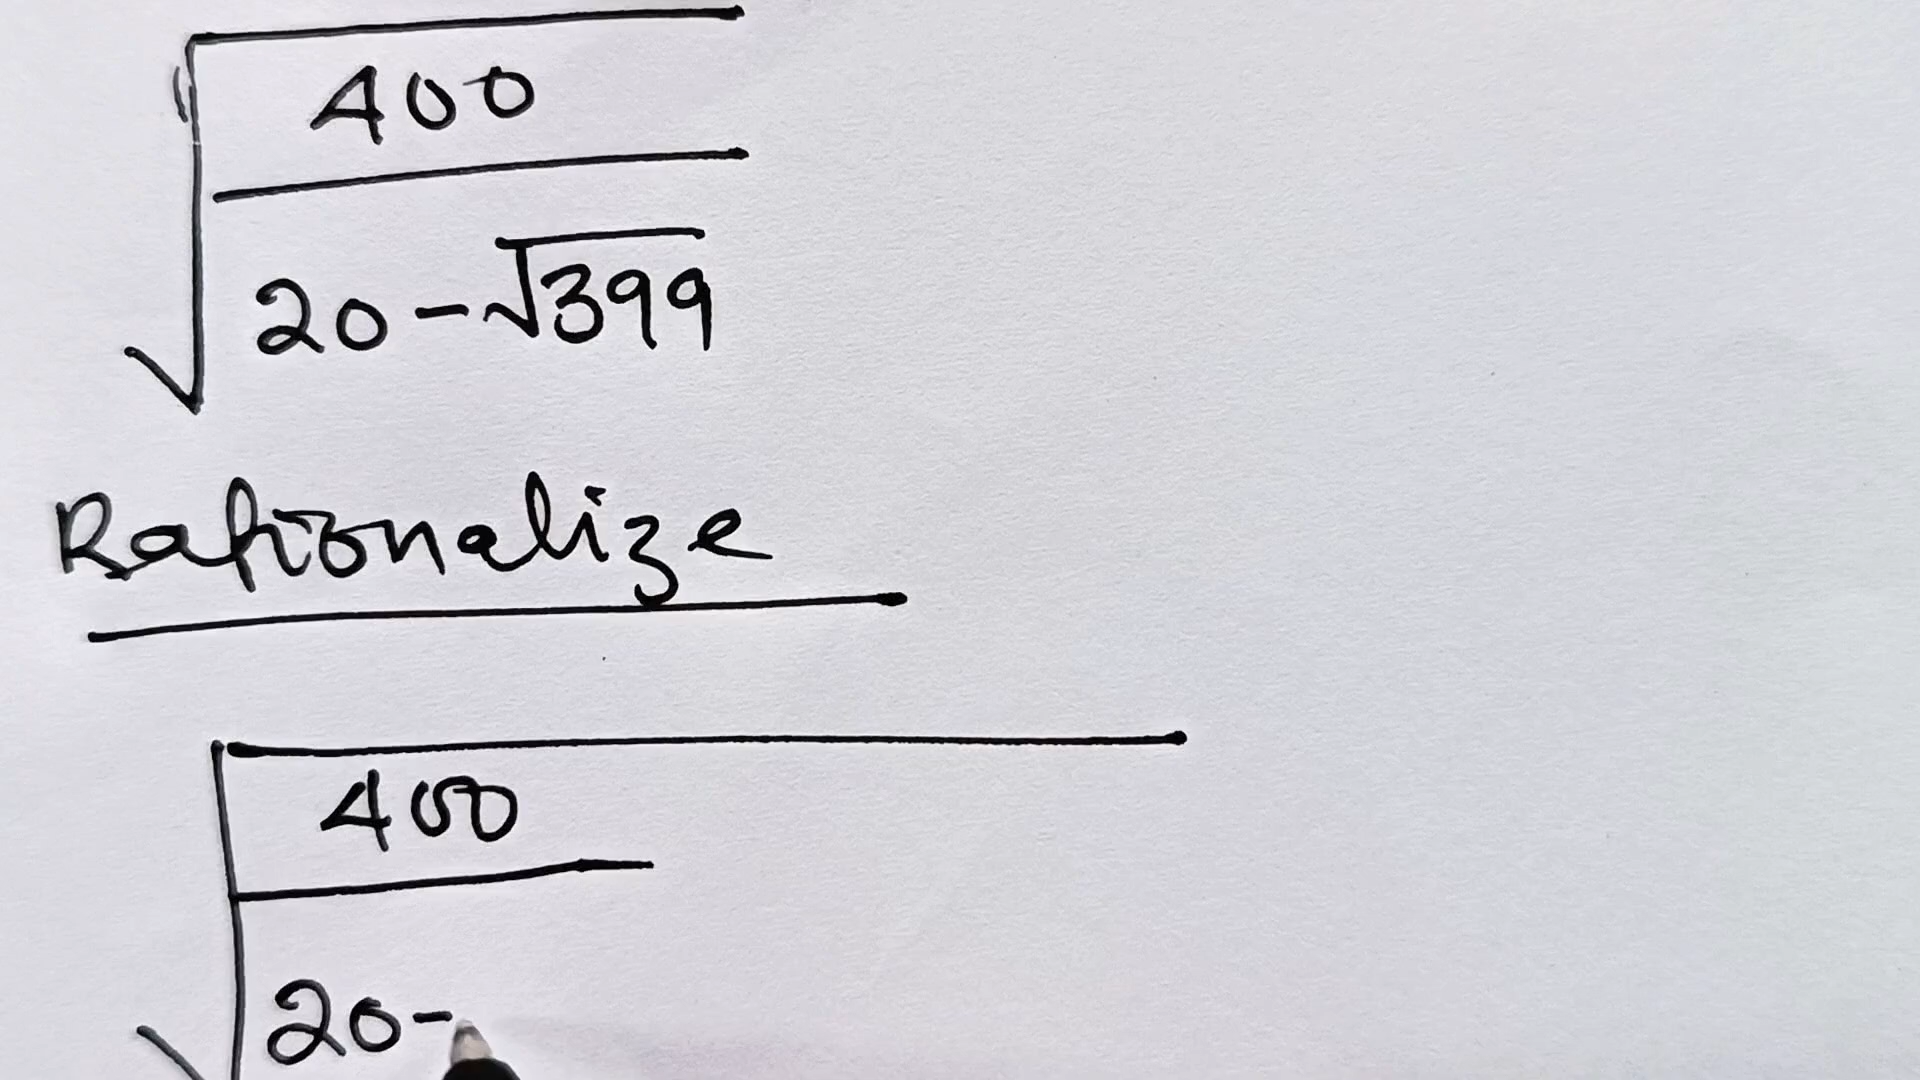 √(400
20 - √399)
Rationalize
√(400
20 -